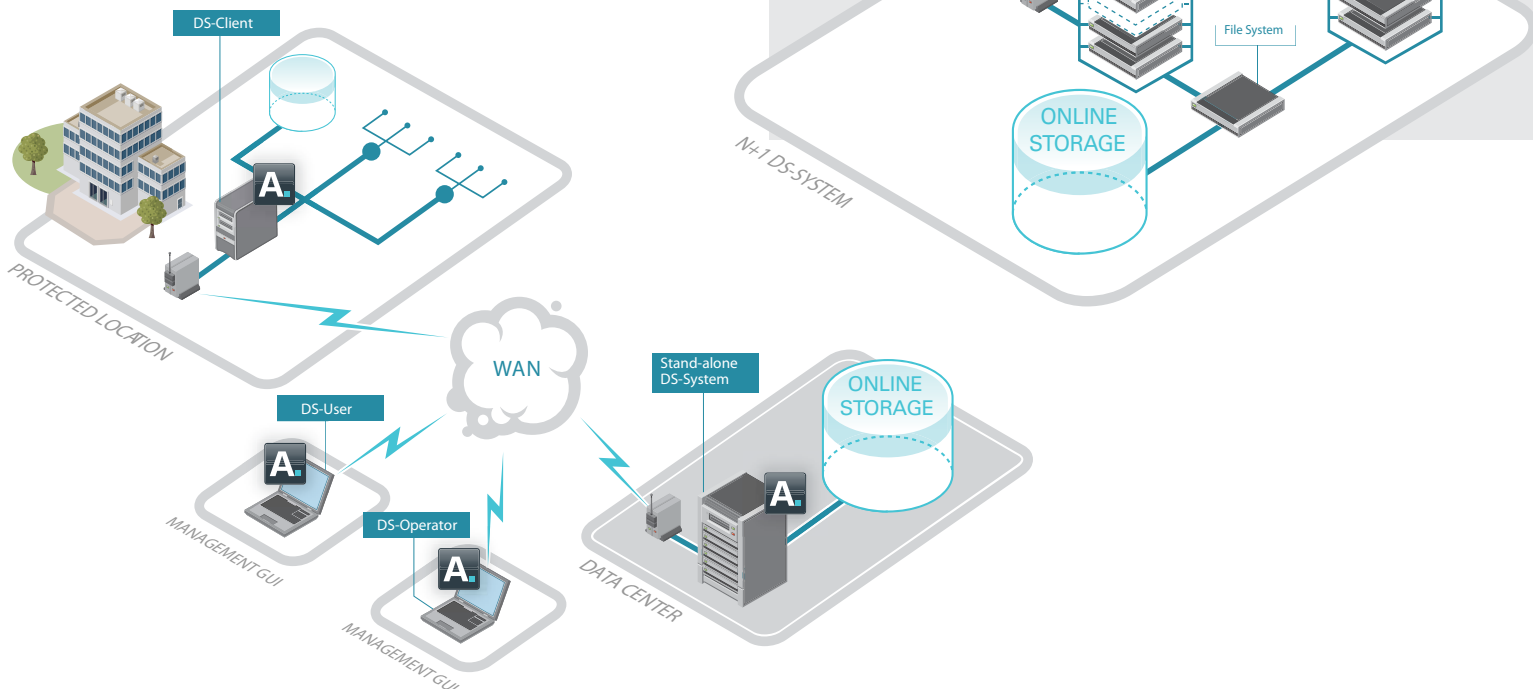 DS-Client
File System
ONLINE
STORAGE
N+1 DS-SYSTEM
A.
PROTECTED LOCATION
WAN
Stand-alone
DS-System
ONLINE
STORAGE
DS-User
A.
A.
MANAGEMENT GUI
DS-Operator
A.
DATA CENTER
MANAGEMENT GUI